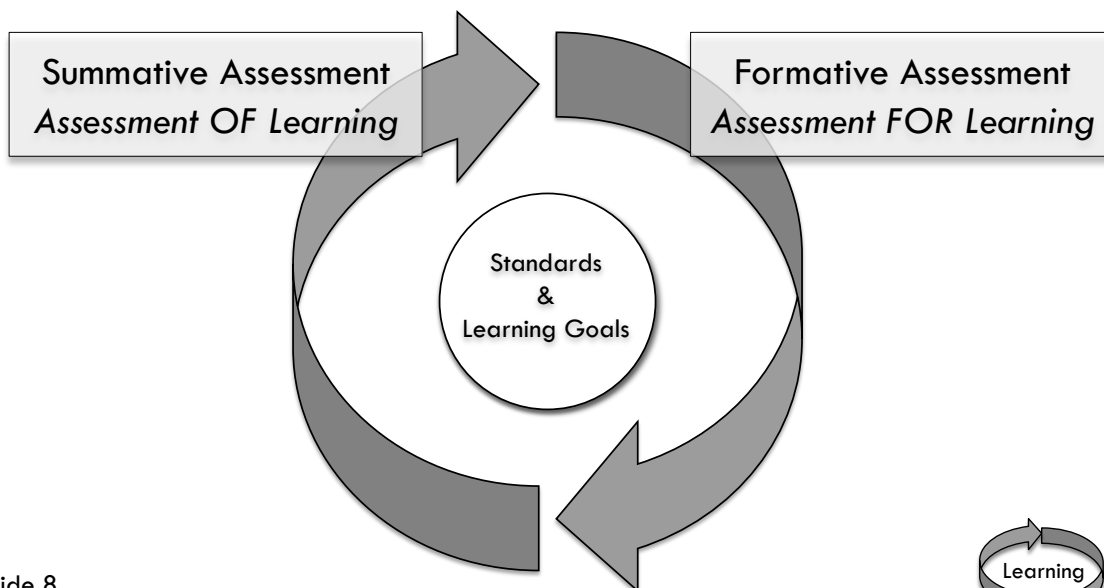 Summative Assessment
Assessment OF Learning
Formative Assessment
Assessment FOR Learning
Standards
&
Learning Goals
Learning